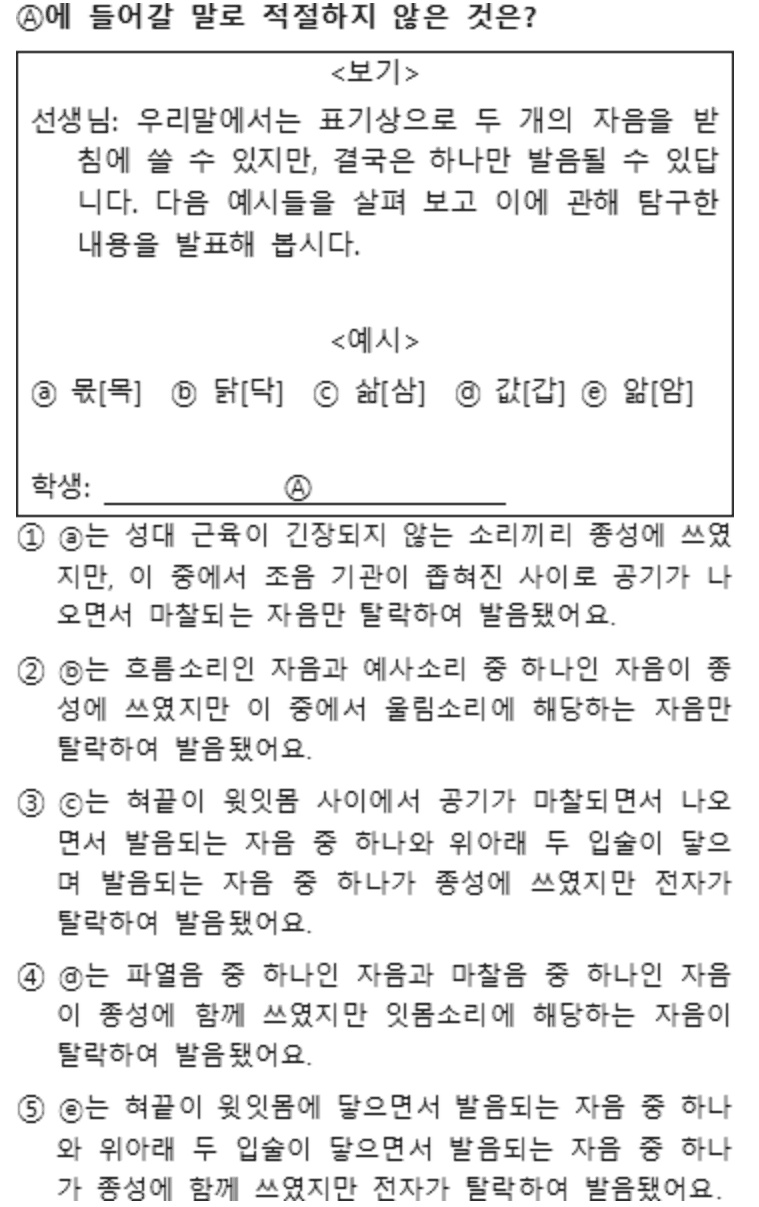 Ⓐ에 들어갈 말로 적절하지 않은 것은?
<보기>
선생님: 우리말에서는 표기상으로 두 개의 자음을 받
침에 쓸 수 있지만, 결국은 하나만 발음될 수 있답
니다. 다음 예시들을 살펴 보고 이에 관해 탐구한
내용을 발표해 봅시다.
<예시>
ⓐ 몫[목] ⓑ 닭[닥] ⓒ 삶[삼] ⓓ 값[갑] ⓔ 앎[암]
학생: Ⓐ
① ⓐ는 성대 근육이 긴장되지 않는 소리끼리 종성에 쓰였
지만, 이 중에서 조음 기관이 좁혀진 사이로 공기가 나
오면서 마찰되는 자음만 탈락하여 발음됐어요.
② ⓑ는 흐름소리인 자음과 예사소리 중 하나인 자음이 종
성에 쓰였지만 이 중에서 울림소리에 해당하는 자음만
탈락하여 발음됐어요.
③ ⓒ는 혀끝이 윗잇몸 사이에서 공기가 마찰되면서 나오
면서 발음되는 자음 중 하나와 위아래 두 입술이 닿으
며 발음되는 자음 중 하나가 종성에 쓰였지만 전자가
탈락하여 발음됐어요.
④ ⓓ는 파열음 중 하나인 자음과 마찰음 중 하나인 자음
이 종성에 함께 쓰였지만 잇몸소리에 해당하는 자음이
탈락하여 발음됐어요.
⑤ ⓔ는 혀끝이 윗잇몸에 닿으면서 발음되는 자음 중 하나
와 위아래 두 입술이 닿으면서 발음되는 자음 중 하나
가 종성에 함께 쓰였지만 전자가 탈락하여 발음됐어요.